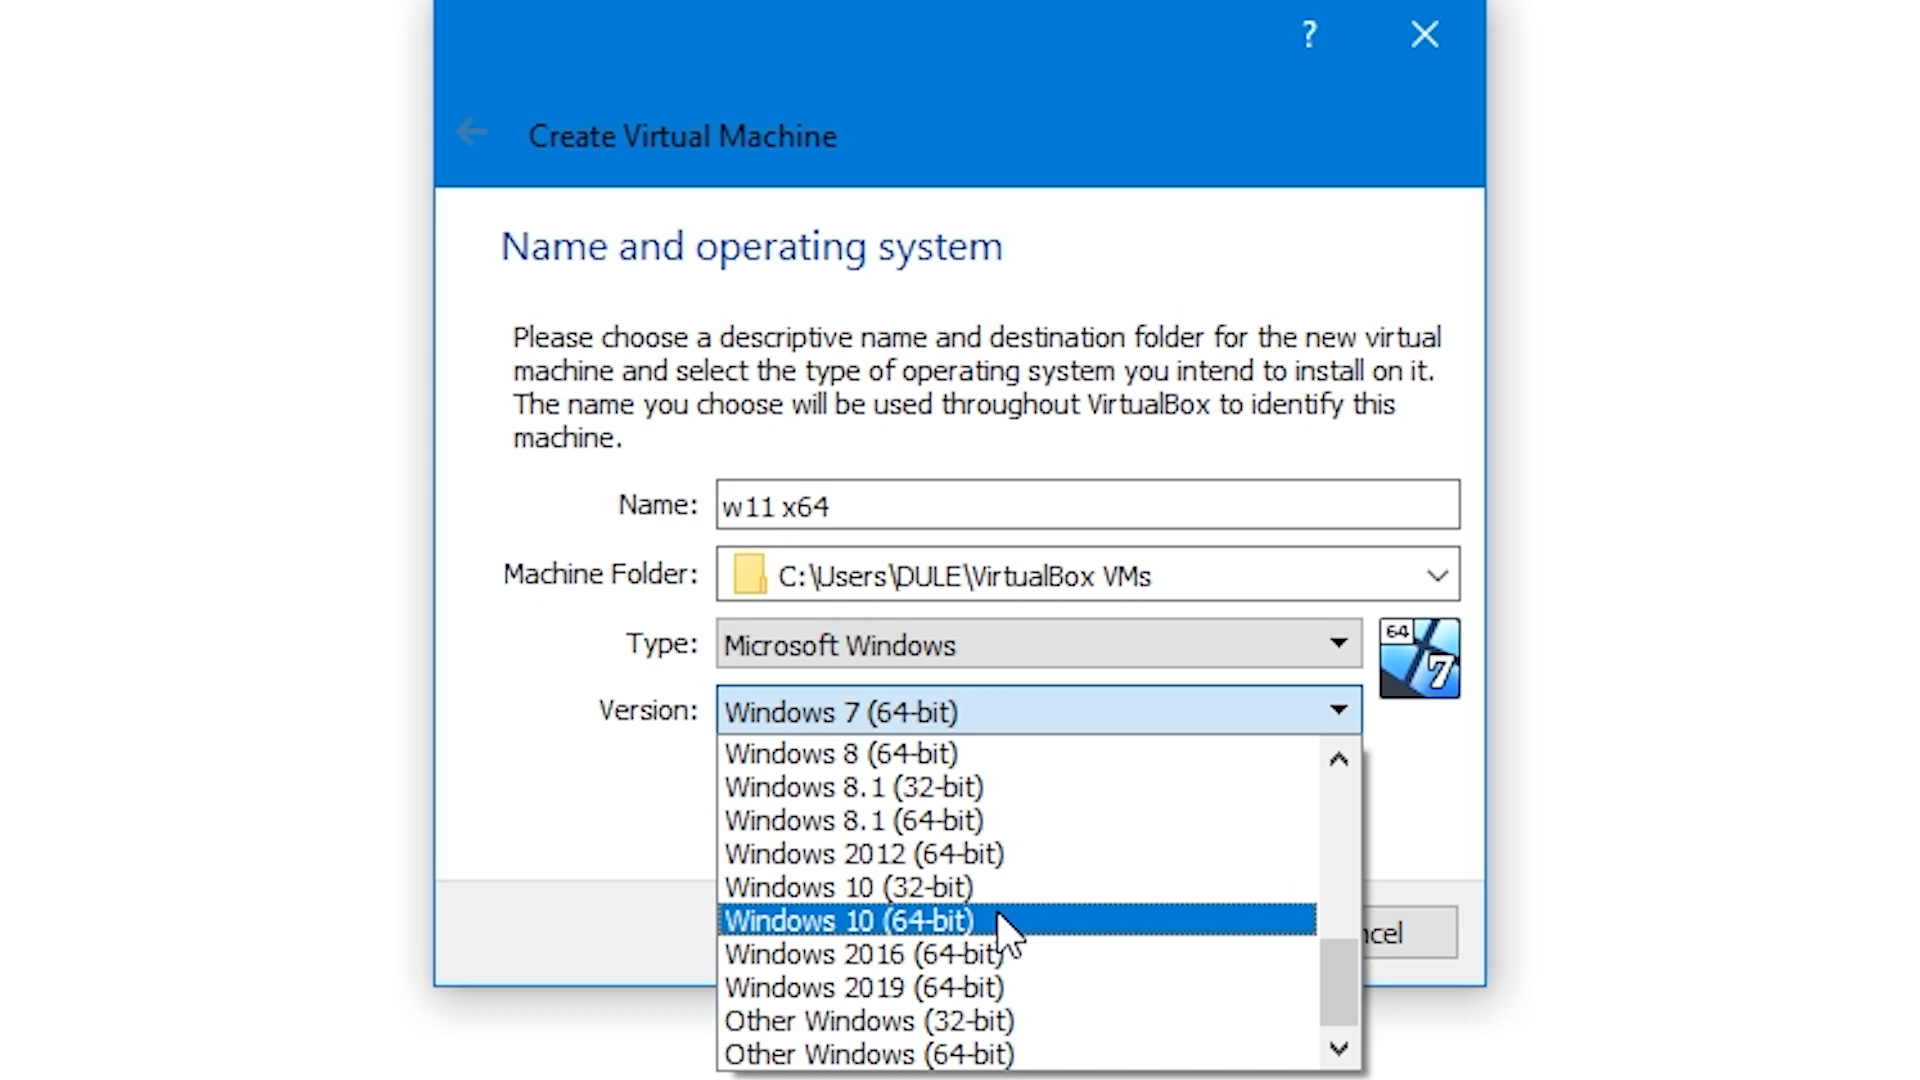 ?
Create Virtual Machine
Name and operating system
Please choose a descriptive name and destination folder for the new virtual
machine and select the type of operating system you intend to install on it.
The name you choose will be used throughout VirtualBox to identify this
machine.
Name: w11 x64
Machine Folder: C:\Users\DULE\VirtualBox VMs
Type: Microsoft Windows
64
7
Version: Windows 7 (64-bit)
Windows 8 (64-bit)
Windows 8.1 (32-bit)
Windows 8.1 (64-bit)
Windows 2012 (64-bit)
Windows 10 (32-bit)
Windows 10 (64-bit)
ncel
Windows 2016 (64-bit)
Windows 2019 (64-bit)
Other Windows (32-bit)
Other Windows (64-bit)